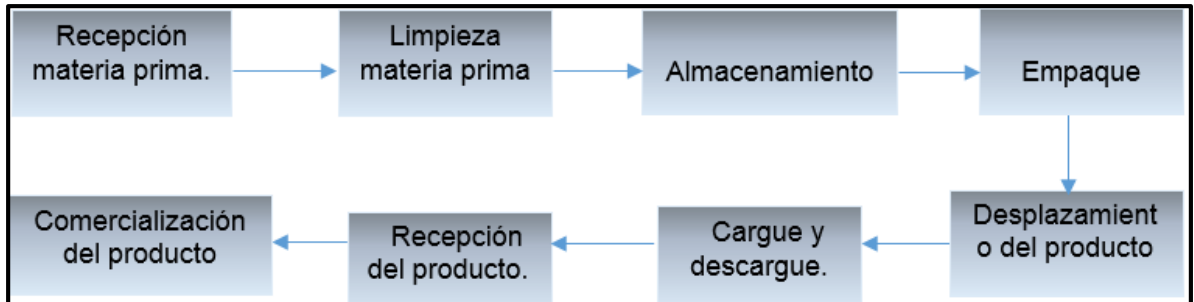 Recepción
materia prima.
Limpieza
materia prima
Almacenamiento
Empaque
Desplazamient
o del producto
Cargue y
descargue.
Recepción
del producto.
Comercialización
del producto